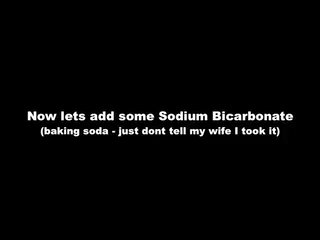 Now lets add some Sodium Bicarbonate
(baking soda - just dont tell my wife I took it)